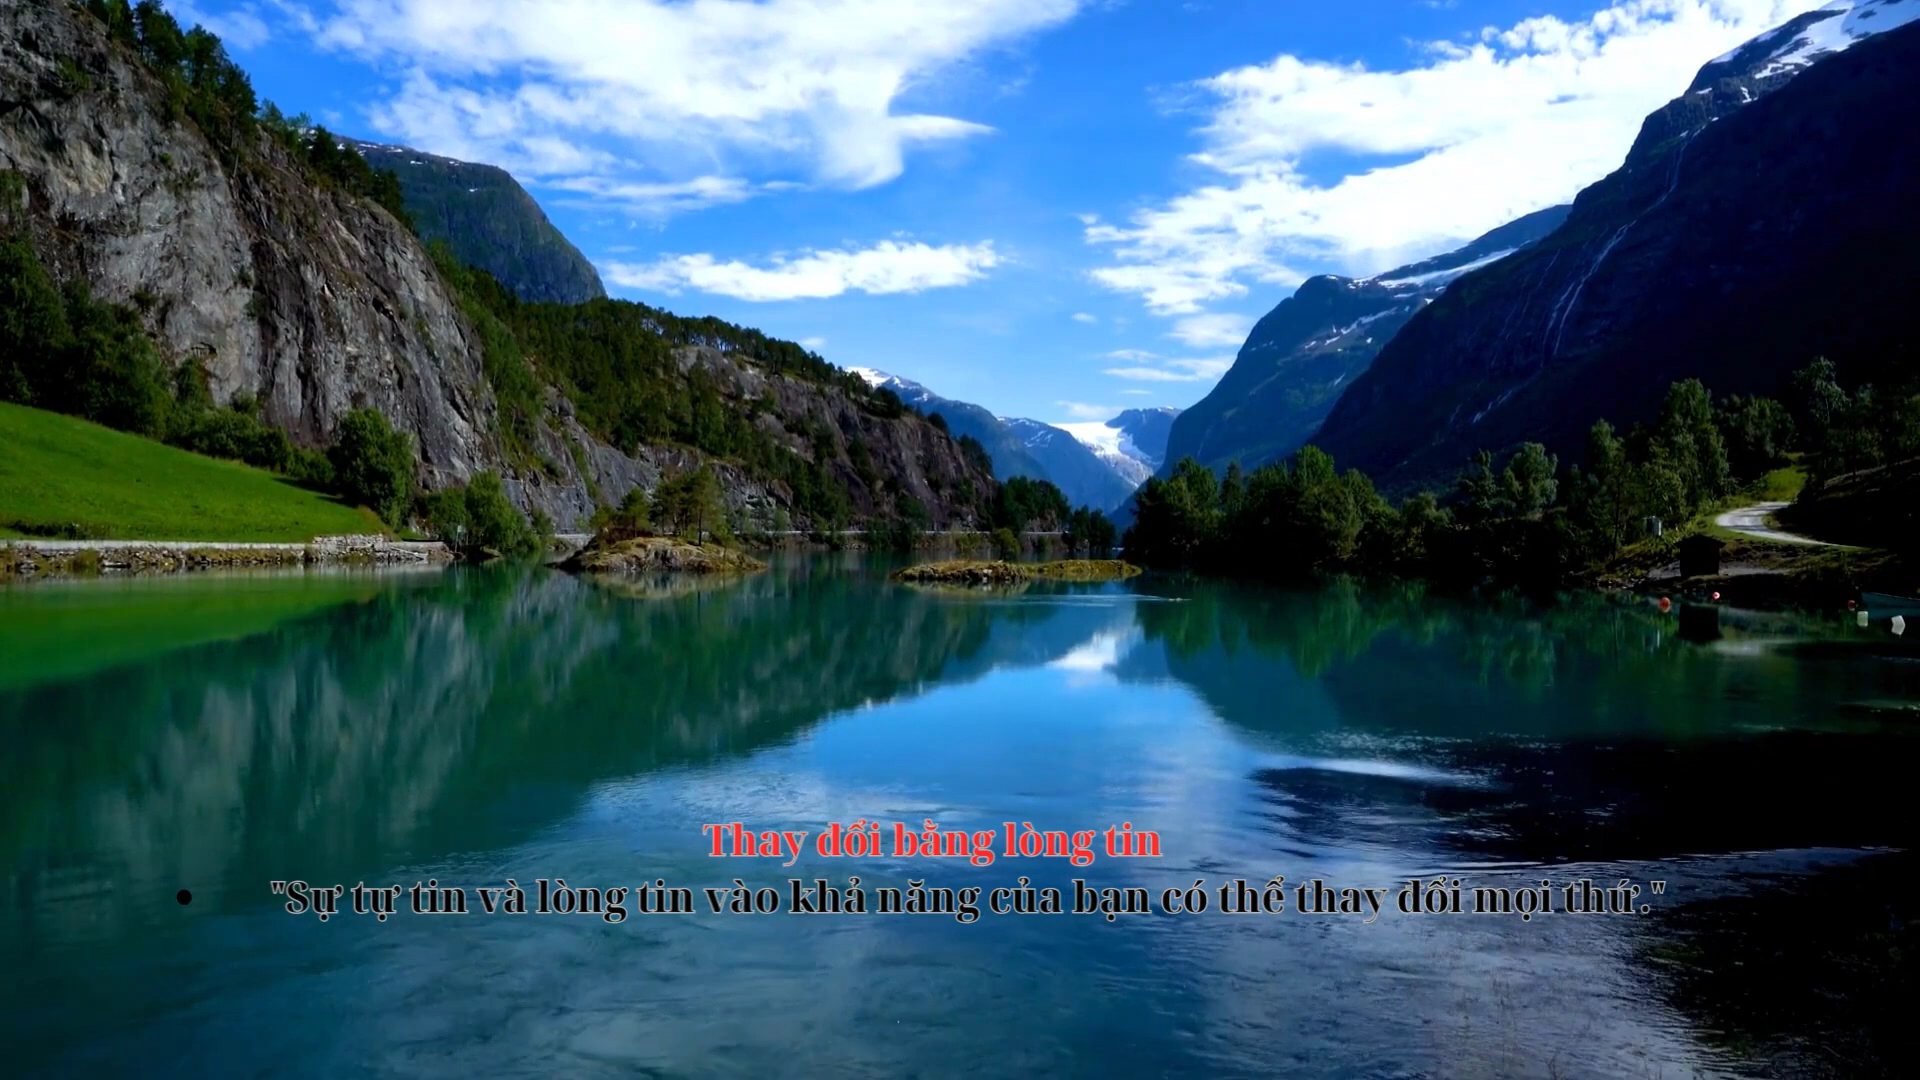 Thay đổi bằng lòng tin
• "Sự tự tin và lòng tin vào khả năng của bạn có thể thay đổi mọi thứ."